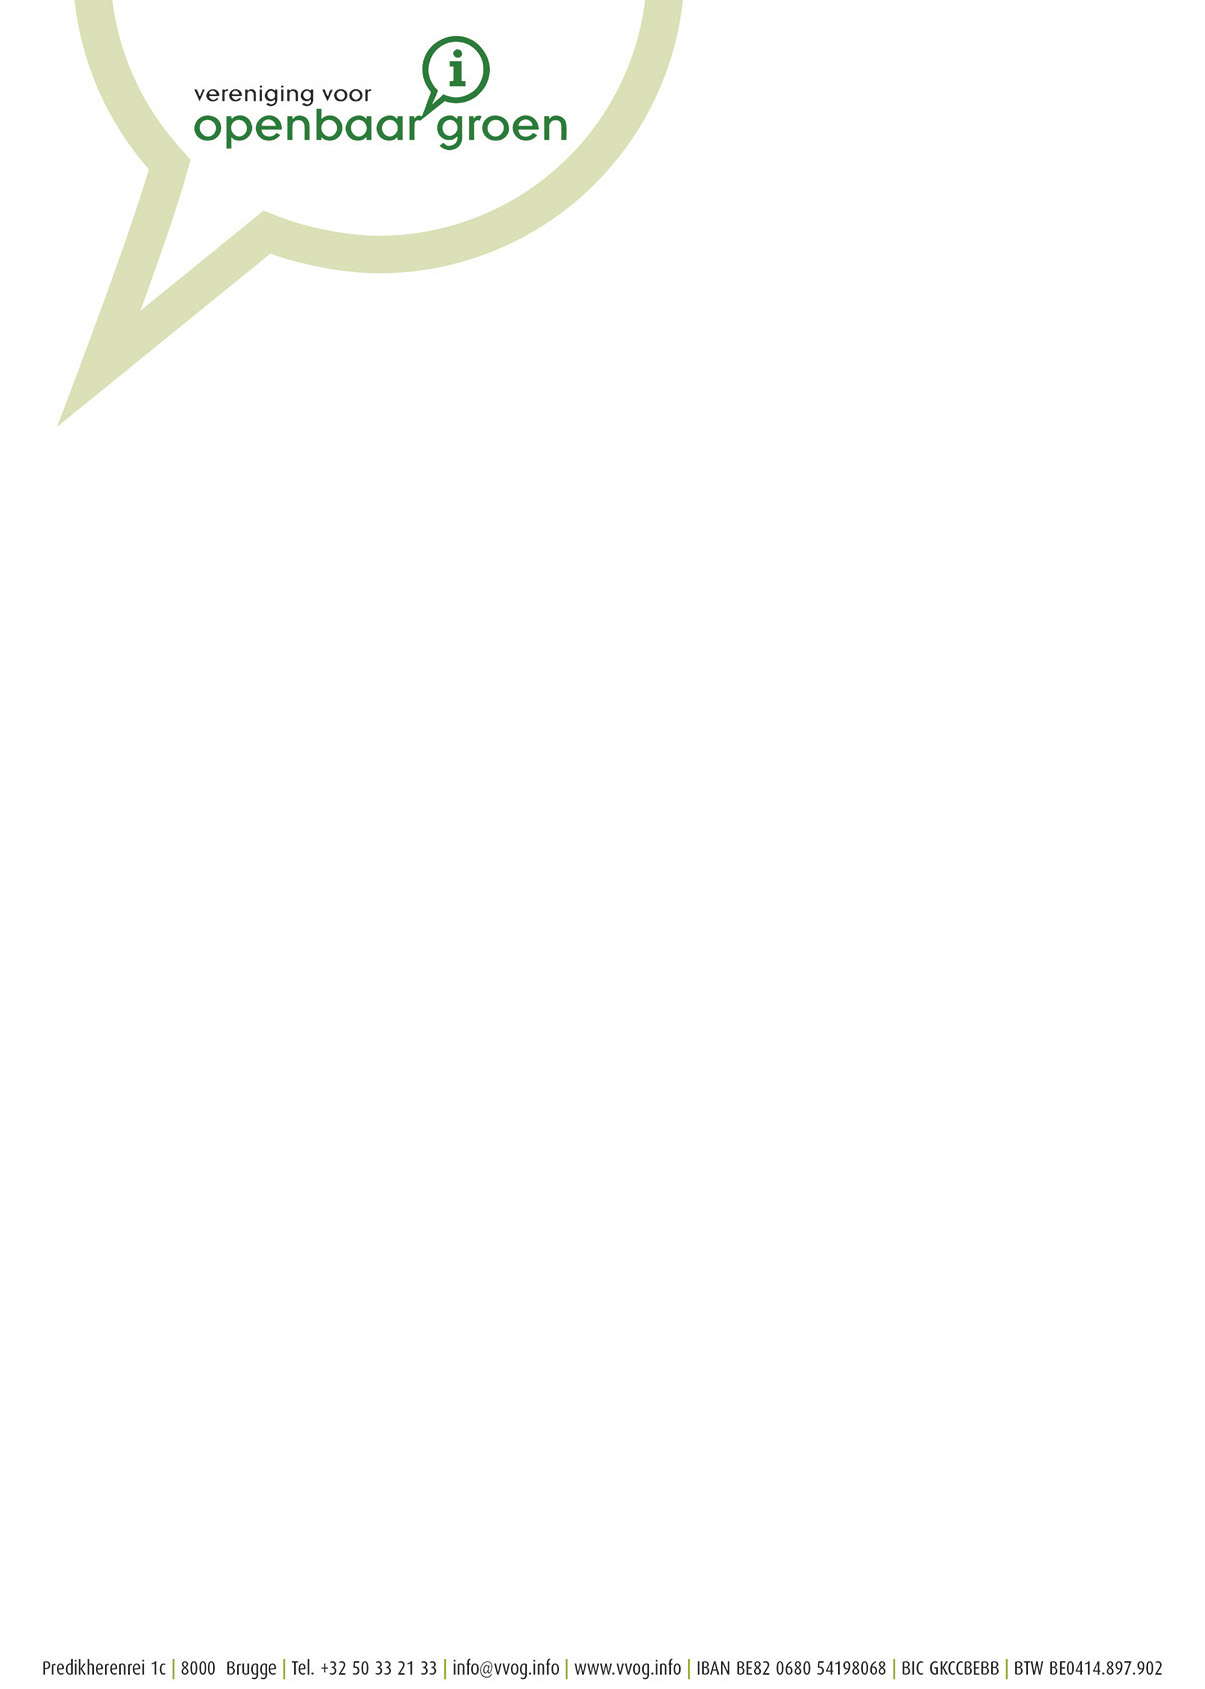 vereniging voor
openbaar groen
Predikherenrei 1c | 8000 Brugge | Tel. +32 50 33 21 33 | info@vvog.info | www.vvog.info | IBAN BE82 0680 54198068 | BIC GKCCBEBB | BTW BE0414.897.902